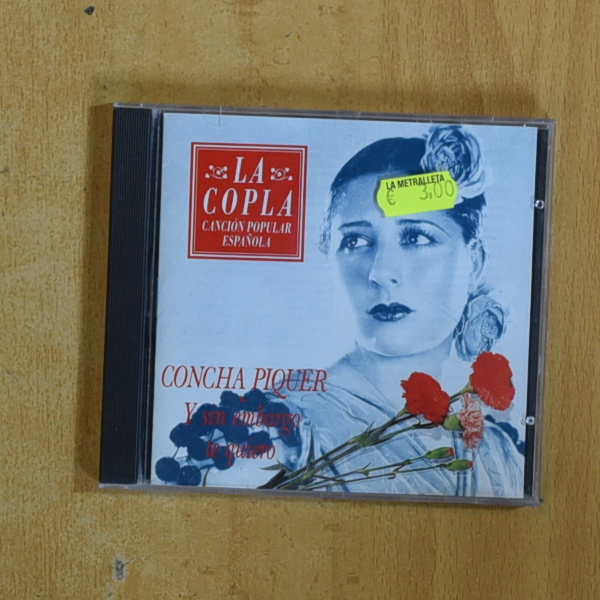 LA
COPLA
CANCIÓN POPULAR
ESPAÑOLA
LA METRALLETA
€ 3,00
CONCHA PIQUER
Y sin embargo
te quiero